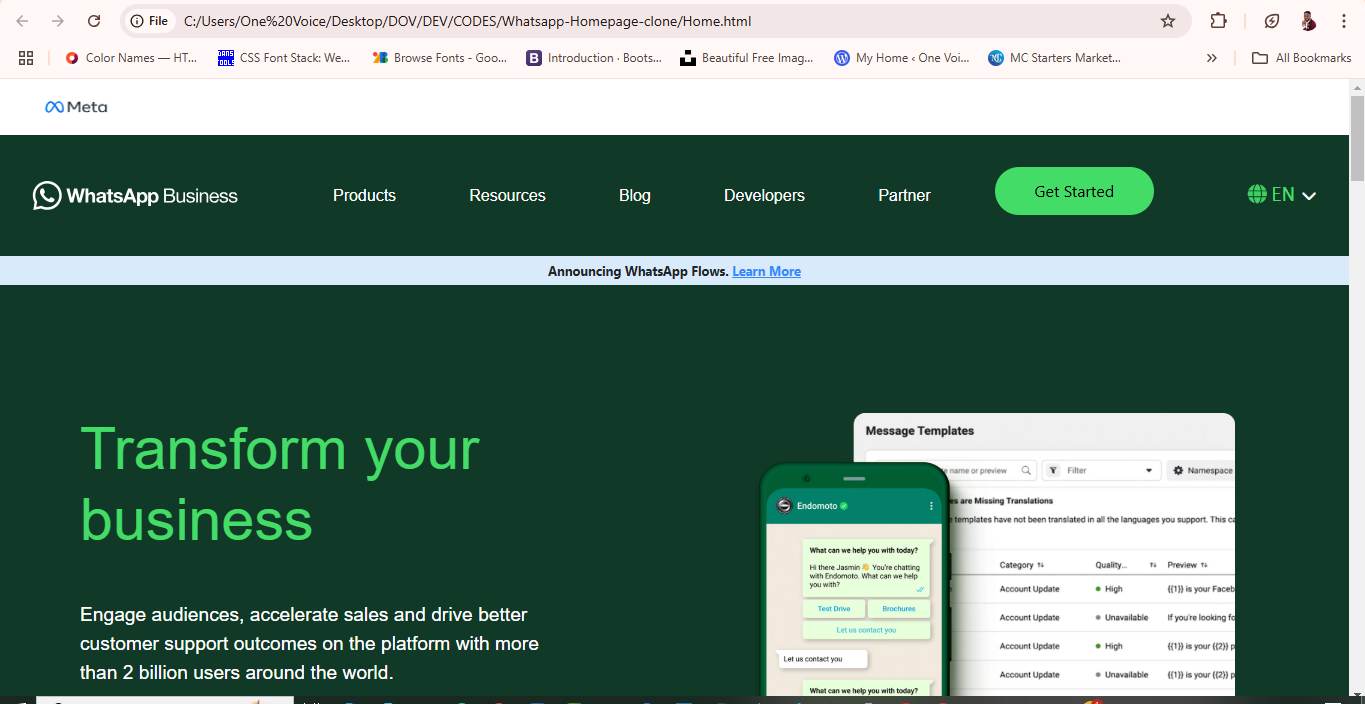 File C:/Users/One%20Voice/Desktop/DOV/DEV/CODES/Whatsapp-Homepage-clone/Home.html
Color Names — HT... CSS Font Stack: We... Browse Fonts - Goo... Introduction · Boots... Beautiful Free Imag... My Home ‹ One Voi... MC Starters Market... » All Bookmarks
Meta
WhatsApp Business Products Resources Blog Developers Partner Get Started EN
Announcing WhatsApp Flows. Learn More
Transform your
business
Engage audiences, accelerate sales and drive better
customer support outcomes on the platform with more
than 2 billion users around the world.
Message Templates
name or preview Filter Namespace
es are Missing Translations
templates have not been translated in all the languages you support. This ca
Category Quality... Preview
Account Update High {{1}} is your Faceb
Account Update Unavailable If you're looking fo
Account Update High {{1}} is your {{2}} p
Account Update Unavailable {{1}} is your {{2}} p
Endomoto
What can we help you with today?
Hi there Jasmin 👋 You're chatting
with Endomoto. What can we help
you with?
Test Drive Brochures
Let us contact you
Let us contact you
What can we help you with today?